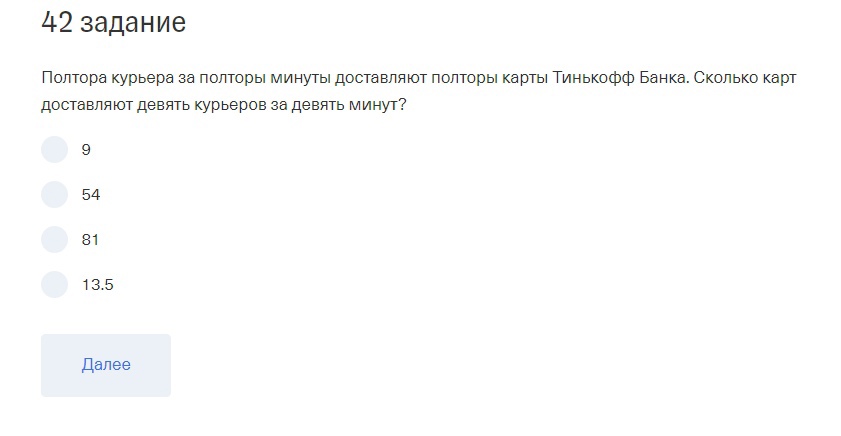 42 задание
Полтора курьера за полторы минуты доставляют полторы карты Тинькофф Банка. Сколько карт
доставляют девять курьеров за девять минут?
9
54
81
13.5
Далее